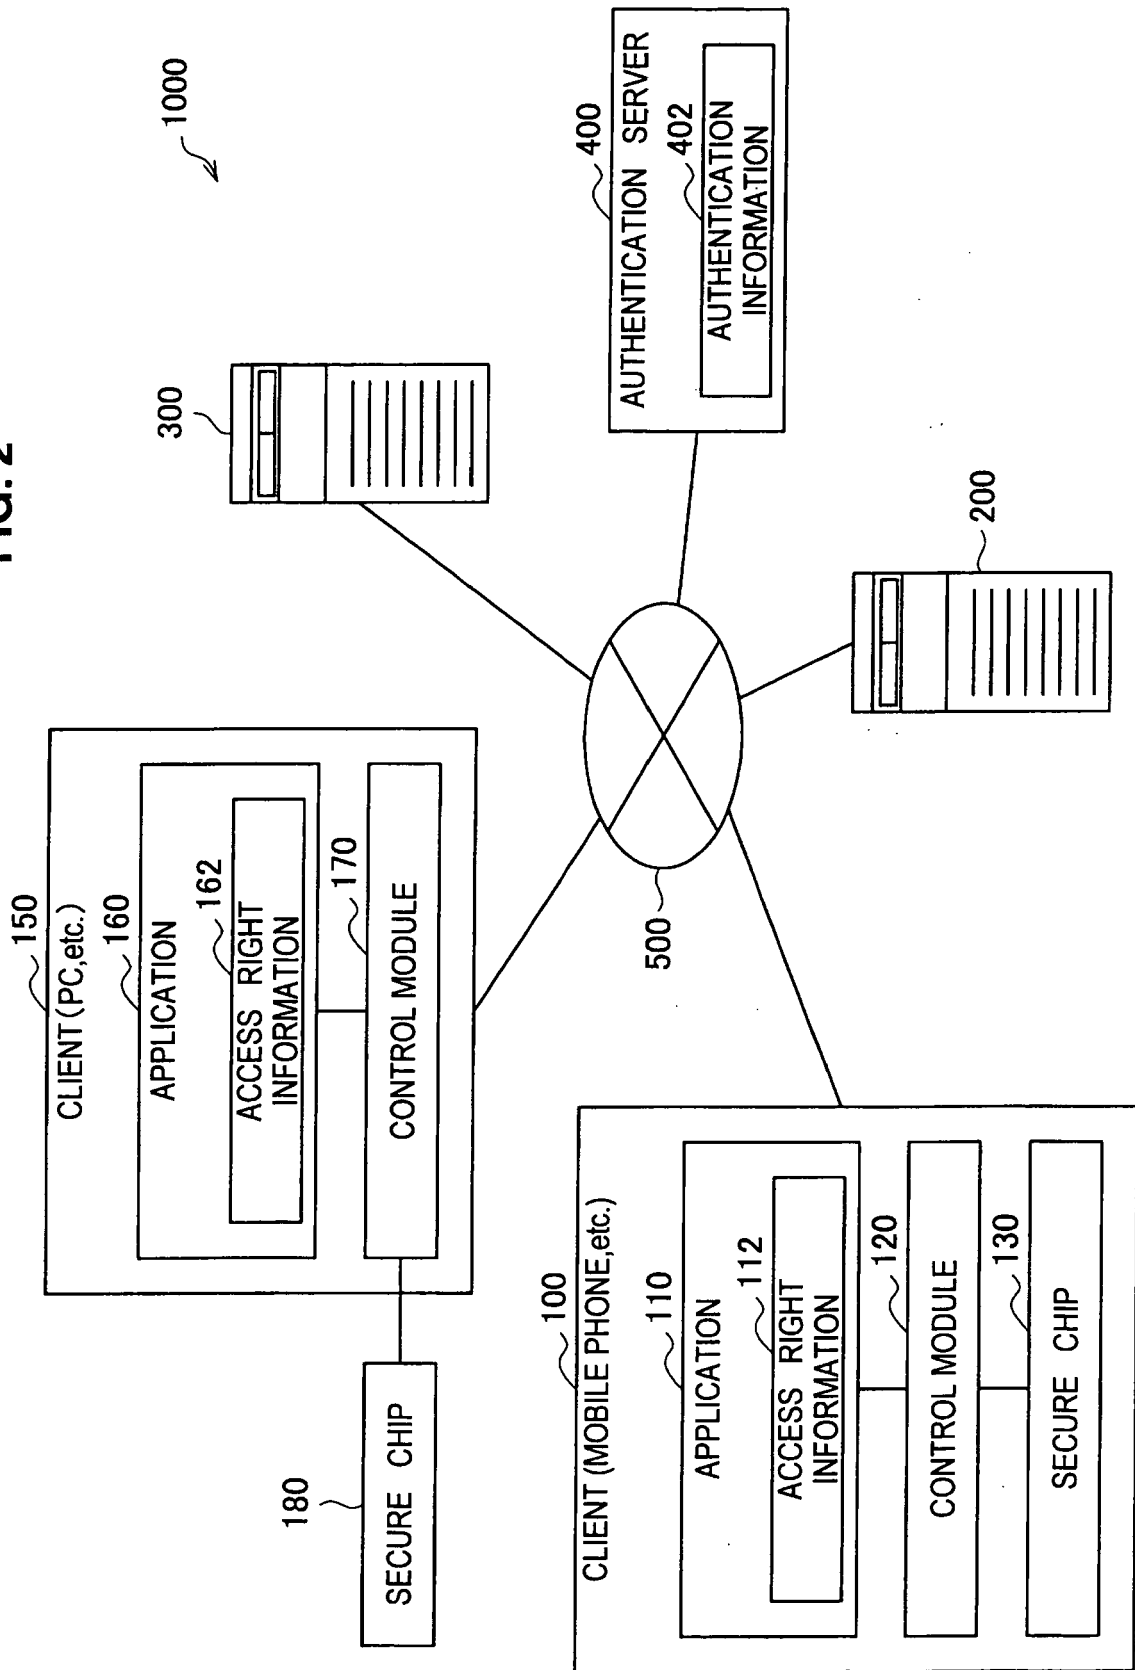 FIG. 2
1000
150
CLIENT(PC,etc.)
160
APPLICATION
162
ACCESS RIGHT
INFORMATION
170
CONTROL MODULE
180
SECURE CHIP
300
400
AUTHENTICATION SERVER
402
AUTHENTICATION
INFORMATION
500
200
100
CLIENT (MOBILE PHONE,etc.)
110
APPLICATION
112
ACCESS RIGHT
INFORMATION
120
CONTROL MODULE
130
SECURE CHIP